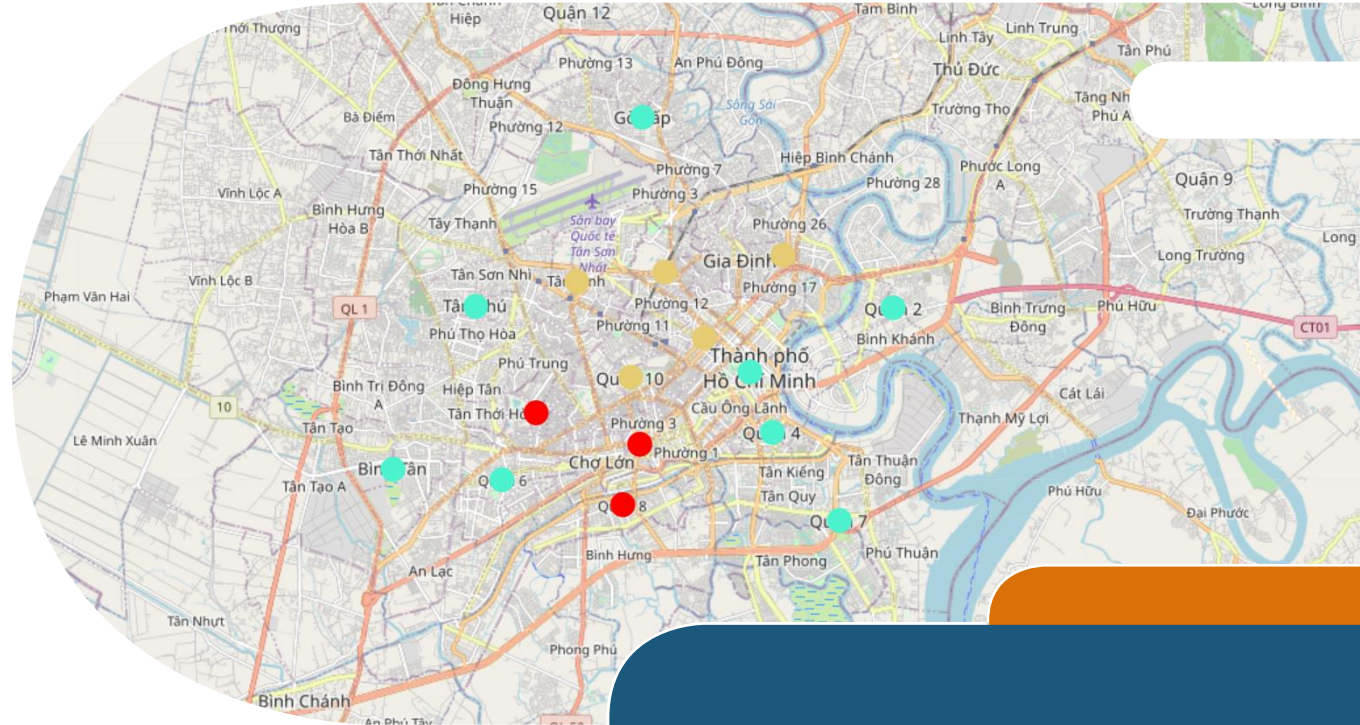 Hiệp
Quận 12
Tam Bình
Thới Thượng
Linh Tây
Linh Trung
Tân Phú
Phường 13
An Phú Đông
Thủ Đức
Đông Hưng
Thuận
Bà Điểm
Sông Sài
Gòn
Trường Thọ
Phường 12
Tân Thới Nhất
Phường 7
Hiệp Bình Chánh
Phước Long
A
Quận 9
Phường 15
Phường 3
Phường 28
Vĩnh Lộc A
Bình Hưng
Hòa B
Tây Thạnh
Sân bay
Quốc tế
Tân Sơn
Nhất
Phường 26
Trường Thạnh
Long
Long Trường
Gia Định
Tân Sơn Nhì
Vĩnh Lộc B
Phường 17
Phạm Văn Hai
QL 1
Phường 12
Bình Trưng
Đông
Phú Hữu
CT01
Phú Thọ Hòa
Phường 11
Bình Khánh
Thành phố
Hồ Chí Minh
Phú Trung
Bình Trị Đông
A
Hiệp Tân
10
Cầu Ông Lãnh
Cát Lái
Tân Thới
Thạnh Mỹ Lợi
Phường 3
Tân Tạo
Lê Minh Xuân
Chợ Lớn
Phường 1
Tân Kiểng
Tân Thuận
Đông
Tân Tạo A
Tân Quy
Phú Hữu
Đại Phước
Bình Hưng
Tân Phong
Phú Thuận
An Lạc
Tân Nhựt
Phong Phú
Bình Chánh
An Phú Tây